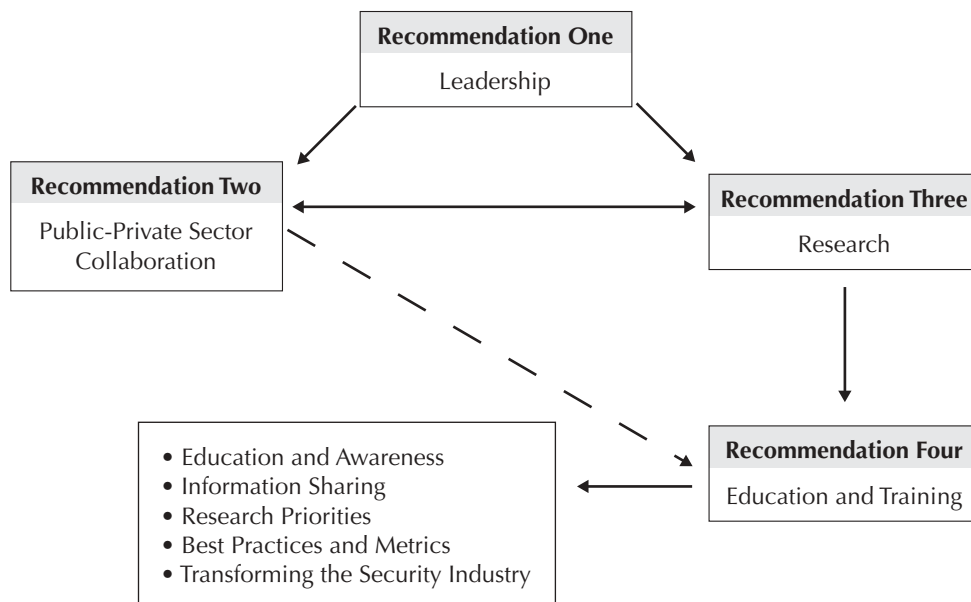 Recommendation One
Leadership
Recommendation Two
Public-Private Sector
Collaboration
Recommendation Three
Research
Recommendation Four
Education and Training
• Education and Awareness
• Information Sharing
• Research Priorities
• Best Practices and Metrics
• Transforming the Security Industry